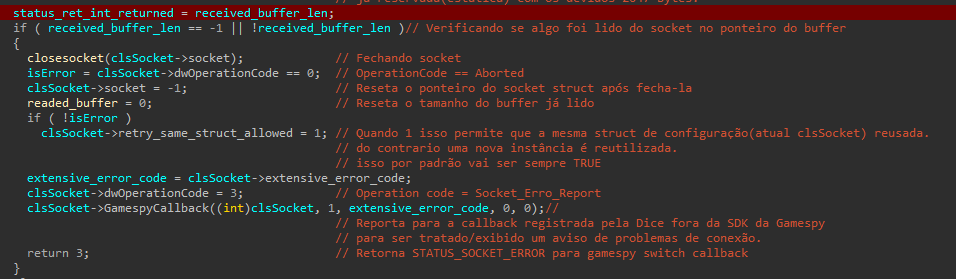 // já reservada(estatica) com os devidos 2047 bytes.
status_ret_int_returned = received_buffer_len;
if ( received_buffer_len == -1 || !received_buffer_len )// Verificando se algo foi lido do socket no ponteiro do buffer
{
closesocket(clsSocket->socket); // Fechando socket
isError = clsSocket->dwOperationCode == 0; // OperationCode == Aborted
clsSocket->socket = -1; // Reseta o ponteiro do socket struct após fecha-la
readed_buffer = 0; // Reseta o tamanho do buffer já lido
if ( !isError )
clsSocket->retry_same_struct_allowed = 1; // Quando 1 isso permite que a mesma struct de configuração(atual clsSocket) reusada.
// do contrario uma nova instância é reutilizada.
// isso por padrão vai ser sempre TRUE
extensive_error_code = clsSocket->extensive_error_code;
clsSocket->dwOperationCode = 3; // Operation code = Socket_Erro_Report
clsSocket->GamespyCallback((int)clsSocket, 1, extensive_error_code, 0, 0);//
// Reporta para a callback registrada pela Dice fora da SDK da Gamespy
// para ser tratado/exibido um aviso de problemas de conexão.
return 3; // Retorna STATUS_SOCKET_ERROR para gamespy switch callback
}